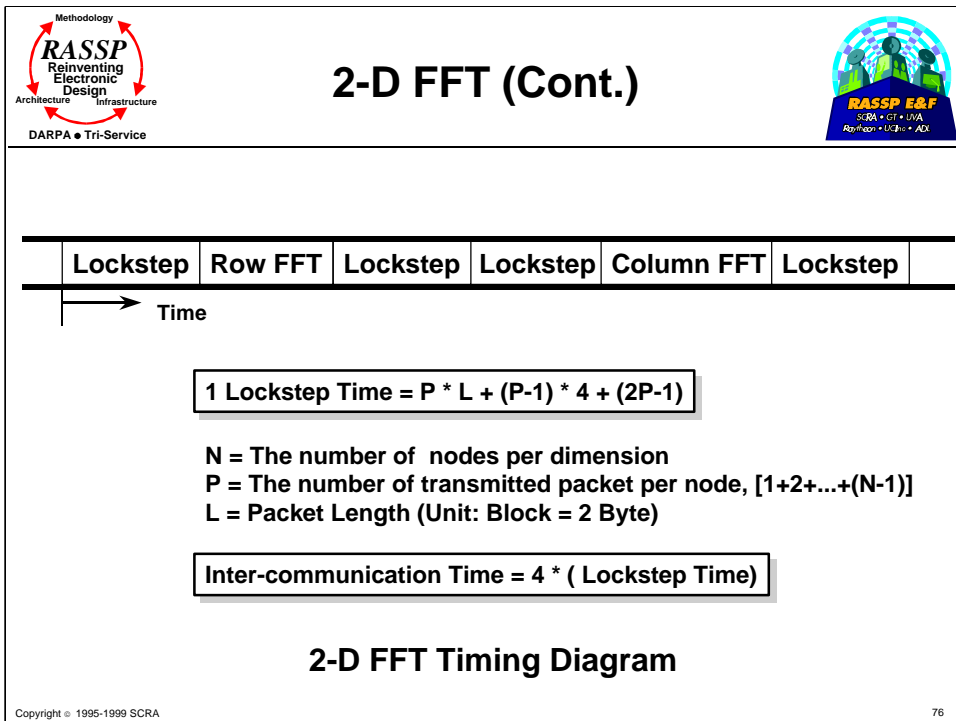 Methodology
RASSP
Reinventing
Electronic
Design
Architecture Infrastructure
DARPA • Tri-Service
2-D FFT (Cont.)
RASSP E&F
SCRA • GT • UVA
Raytheon • UCinc • ADL
Lockstep Row FFT Lockstep Lockstep Column FFT Lockstep
Time
1 Lockstep Time = P * L + (P-1) * 4 + (2P-1)
N = The number of nodes per dimension
P = The number of transmitted packet per node, [1+2+...+(N-1)]
L = Packet Length (Unit: Block = 2 Byte)
Inter-communication Time = 4 * ( Lockstep Time)
2-D FFT Timing Diagram
Copyright © 1995-1999 SCRA
76